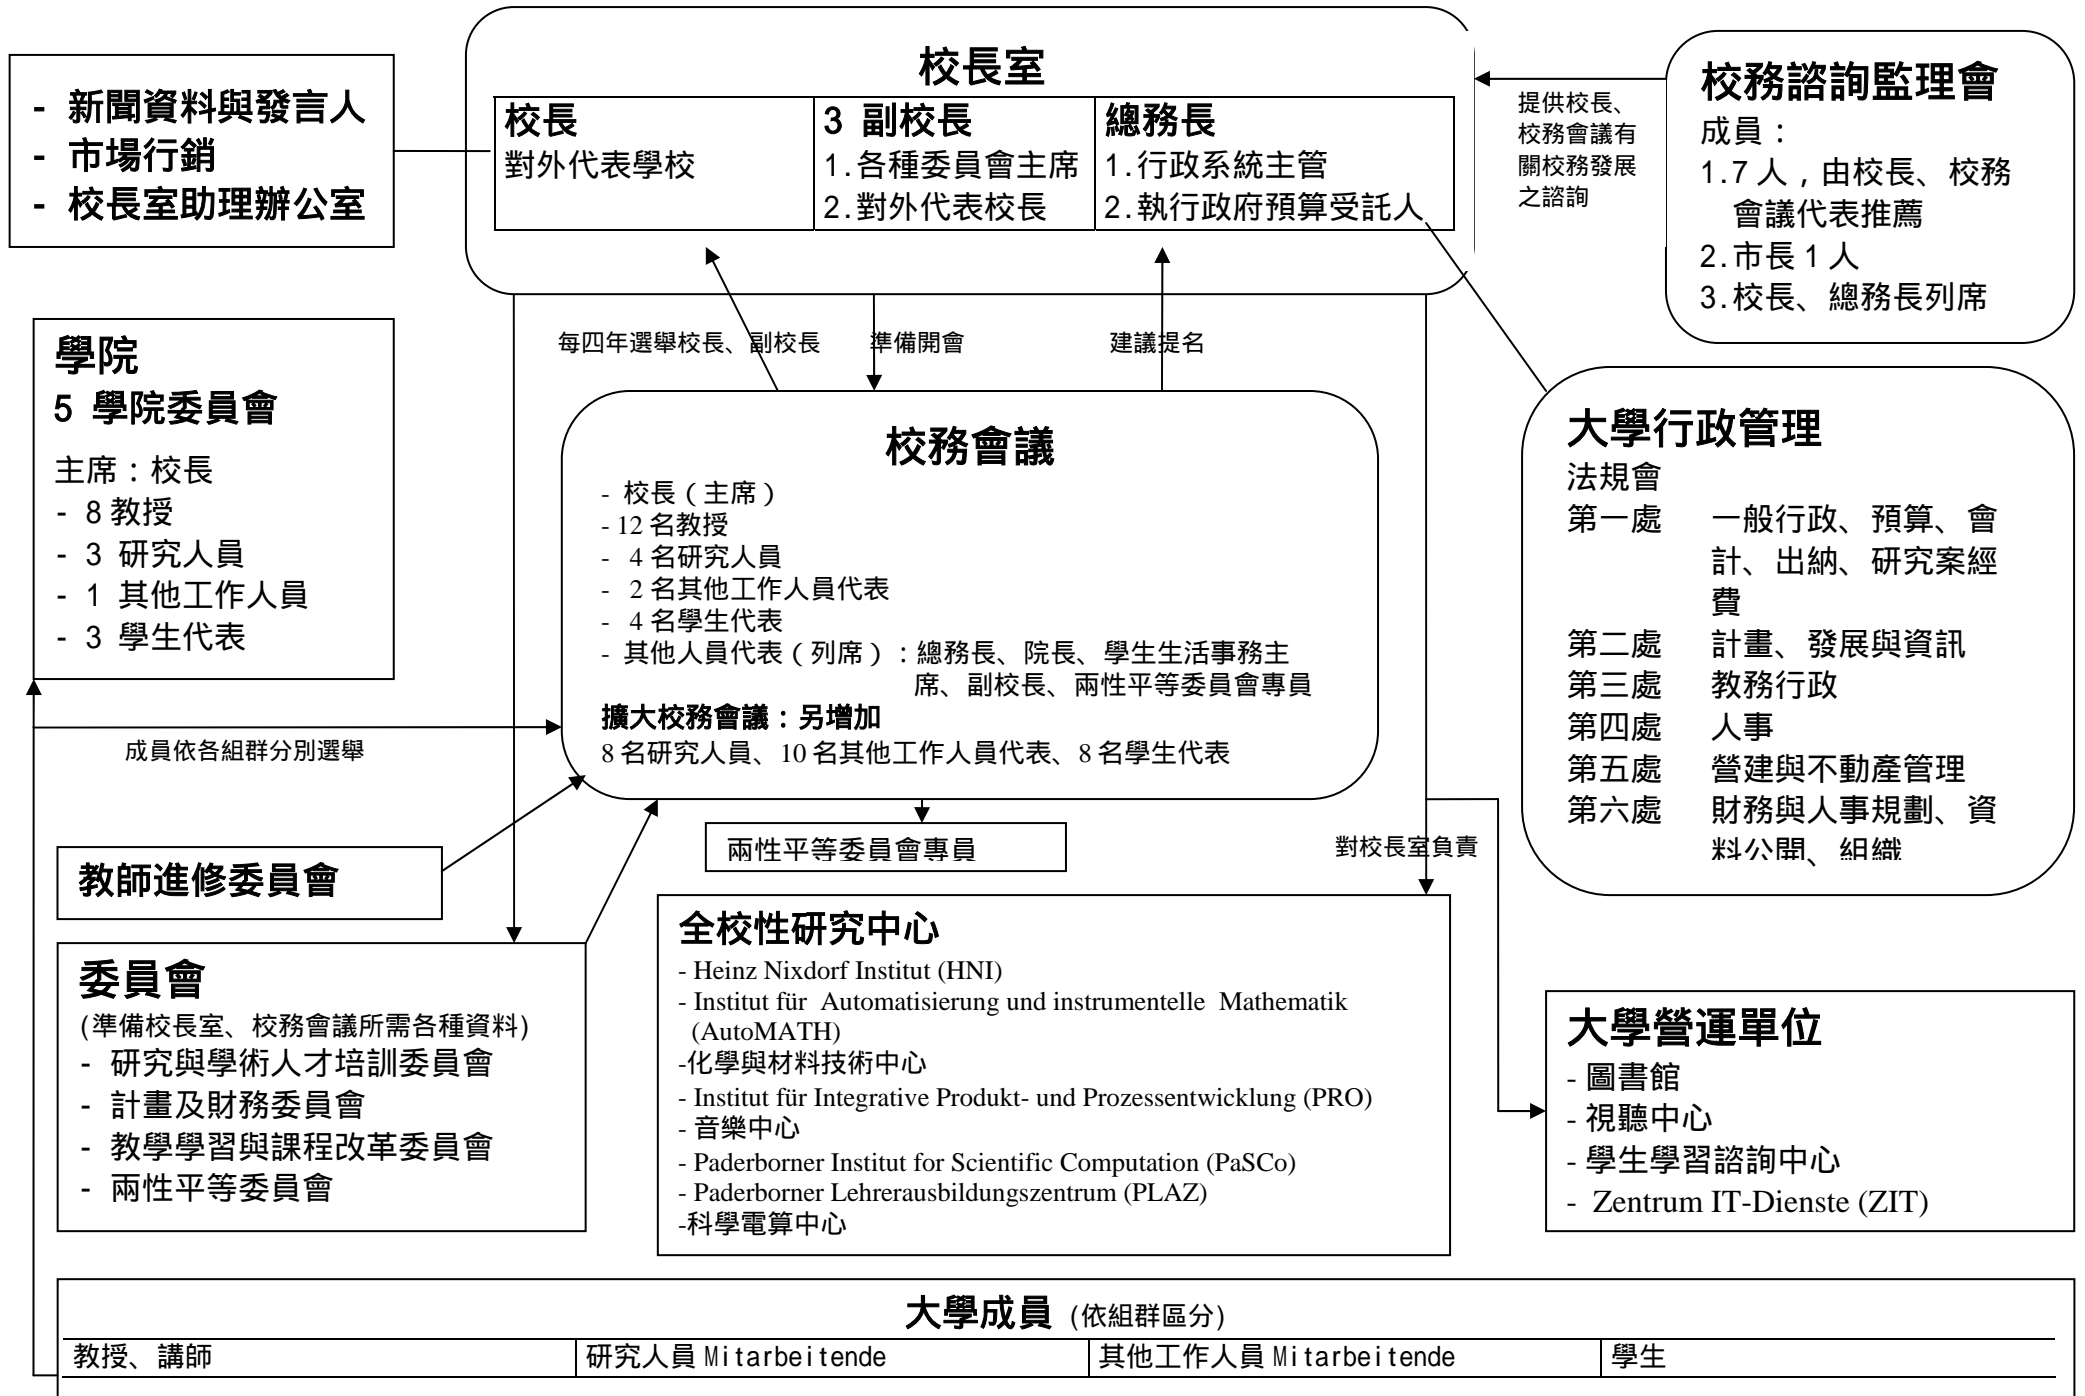 校長室
校長
對外代表學校
3 副校長
1.各種委員會主席
2.對外代表校長
總務長
1.行政系統主管
2.執行政府預算受託人
- 新聞資料與發言人
- 市場行銷
- 校長室助理辦公室
提供校長、
校務會議有
關校務發展
之諮詢
校務諮詢監理會
成員：
1.7人，由校長、校務
會議代表推薦
2.市長1人
3.校長、總務長列席
每四年選舉校長、副校長
準備開會
建議提名
學院
5 學院委員會
主席：校長
- 8教授
- 3 研究人員
- 1 其他工作人員
- 3 學生代表
校務會議
- 校長（主席）
- 12 名教授
- 4 名研究人員
- 2 名其他工作人員代表
- 4 名學生代表
- 其他人員代表（列席）：總務長、院長、學生生活事務主
席、副校長、兩性平等委員會專員
擴大校務會議：另增加
8 名研究人員、10 名其他工作人員代表、8 名學生代表
大學行政管理
法規會
第一處 一般行政、預算、會
計、出納、研究案經
費
第二處 計畫、發展與資訊
第三處 教務行政
第四處 人事
第五處 營建與不動產管理
第六處 財務與人事規劃、資
料公開、組織
成員依各組群分別選舉
兩性平等委員會專員
對校長室負責
教師進修委員會
委員會
(準備校長室、校務會議所需各種資料)
- 研究與學術人才培訓委員會
- 計畫及財務委員會
- 教學學習與課程改革委員會
- 兩性平等委員會
全校性研究中心
- Heinz Nixdorf Institut (HNI)
- Institut für Automatisierung und instrumentelle Mathematik
(AutoMATH)
-化學與材料技術中心
- Institut für Integrative Produkt- und Prozessentwicklung (PRO)
- 音樂中心
- Paderborner Institut for Scientific Computation (PaSCo)
- Paderborner Lehrerausbildungszentrum (PLAZ)
-科學電算中心
大學營運單位
- 圖書館
- 視聽中心
- 學生學習諮詢中心
- Zentrum IT-Dienste (ZIT)
大學成員 (依組群區分)
教授、講師
研究人員 Mitarbeitende
其他工作人員 Mitarbeitende
學生